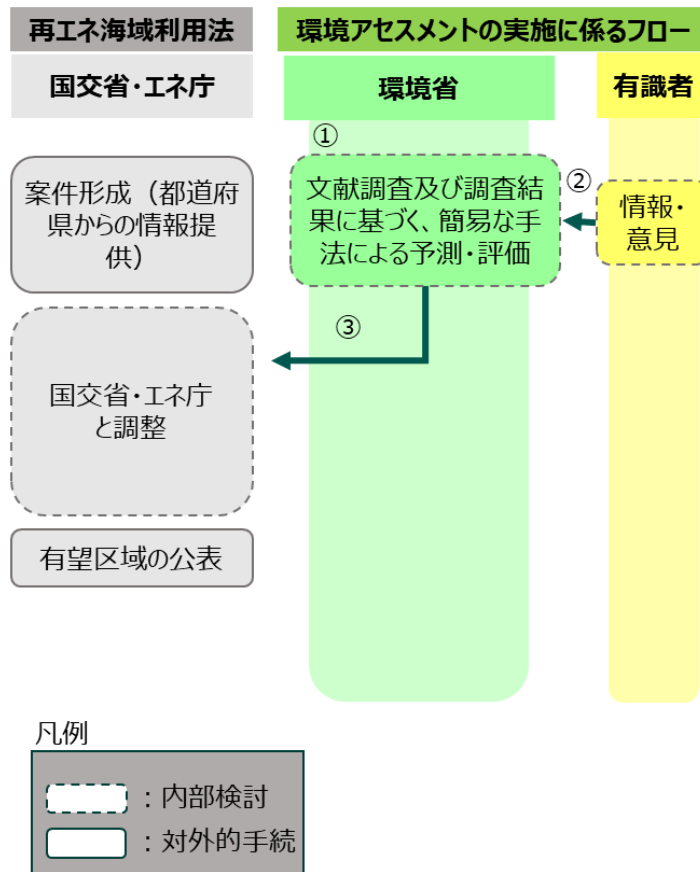 再エネ海域利用法
環境アセスメントの実施に係るフロー
国交省・エネ庁
環境省
有識者
①
案件形成（都道府
県からの情報提
供）
文献調査及び調査結
果に基づく、簡易な手
法による予測・評価
②
情報・
意見
③
国交省・エネ庁
と調整
有望区域の公表
凡例
：内部検討
：対外的手続